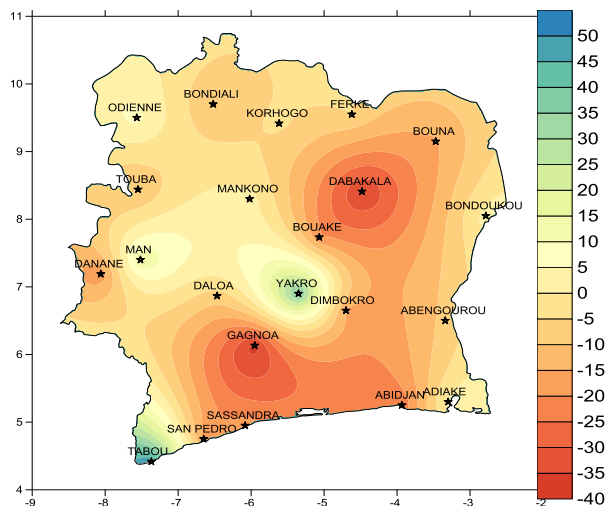 11
10
9
8
7
6
5
4
-9
-8
-7
-6
-5
-4
-3
-2
ODIENNE
BONDIALI
KORHOGO
FERKE
BOUNA
TOUBA
MANKONO
DABAKALA
BONDOUKOU
BOUAKE
MAN
DANANE
DALOA
YAKRO
DIMBOKRO
ABENGOUROU
GAGNOA
ABIDJAN
ADIAKE
SASSANDRA
SAN PEDRO
TABOU
50
45
40
35
30
25
20
15
10
5
0
-5
-10
-15
-20
-25
-30
-35
-40